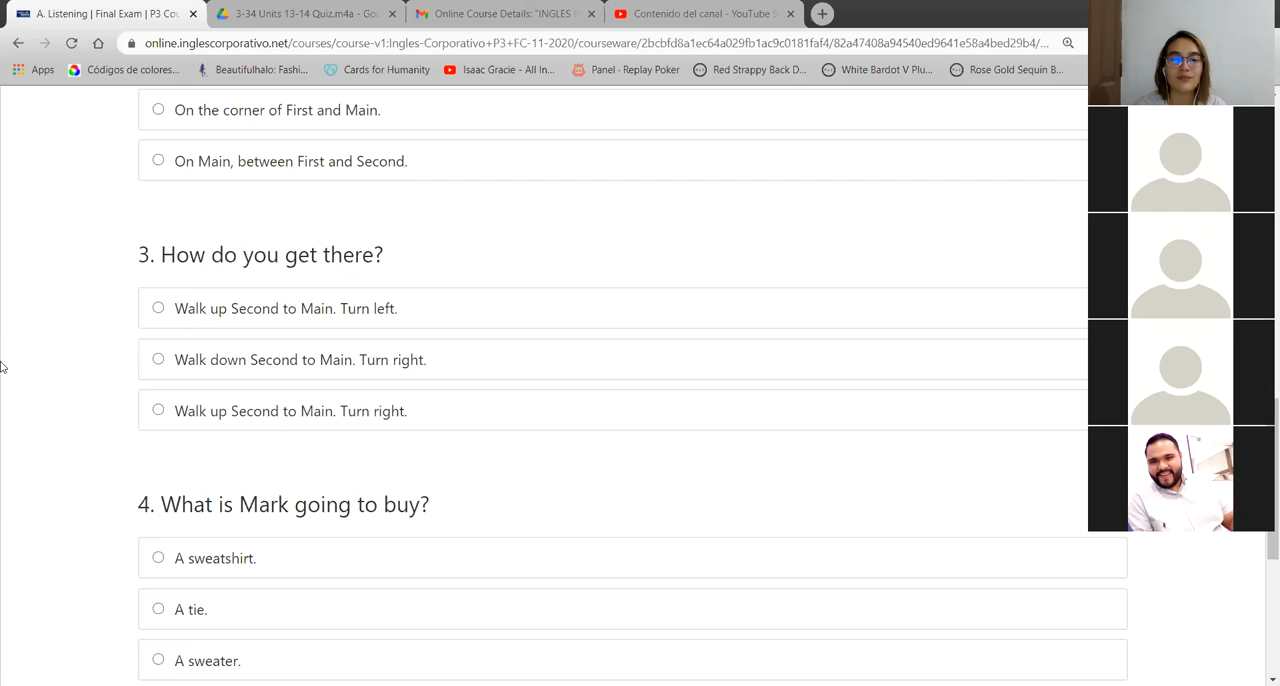 A. Listening | Final Exam | P3 Cou
3-34 Units 13-14 Quiz.m4a - Goo
Online Course Details: "INGLES I
Contenido del canal - YouTube S
online.inglescorporativo.net/courses/course-v1:Ingles-Corporativo+P3+FC-11-2020/courseware/2bcbfd8a1ec64a029fb1ac9c0181faf4/82a47408a94540ed9641e58a4bed29b4/...
Apps
Códigos de colores...
Beautifulhalo: Fashi...
Cards for Humanity
Isaac Gracie - All In...
Panel · Replay Poker
Red Strappy Back D...
White Bardot V Plu...
Rose Gold Sequin B...
On the corner of First and Main.
On Main, between First and Second.
3. How do you get there?
Walk up Second to Main. Turn left.
Walk down Second to Main. Turn right.
Walk up Second to Main. Turn right.
4. What is Mark going to buy?
A sweatshirt.
A tie.
A sweater.